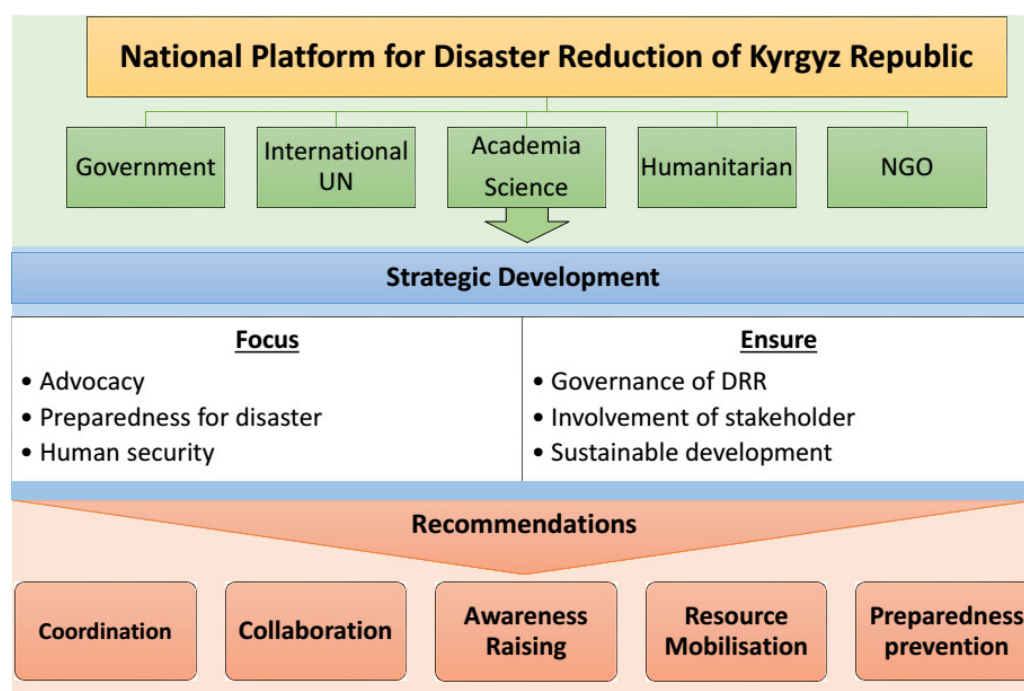 National Platform for Disaster Reduction of Kyrgyz Republic
Government
International
UN
Academia
Science
Humanitarian
NGO
Strategic Development
Focus
• Advocacy
• Preparedness for disaster
• Human security
Ensure
• Governance of DRR
• Involvement of stakeholder
• Sustainable development
Recommendations
Coordination
Collaboration
Awareness
Raising
Resource
Mobilisation
Preparedness
prevention